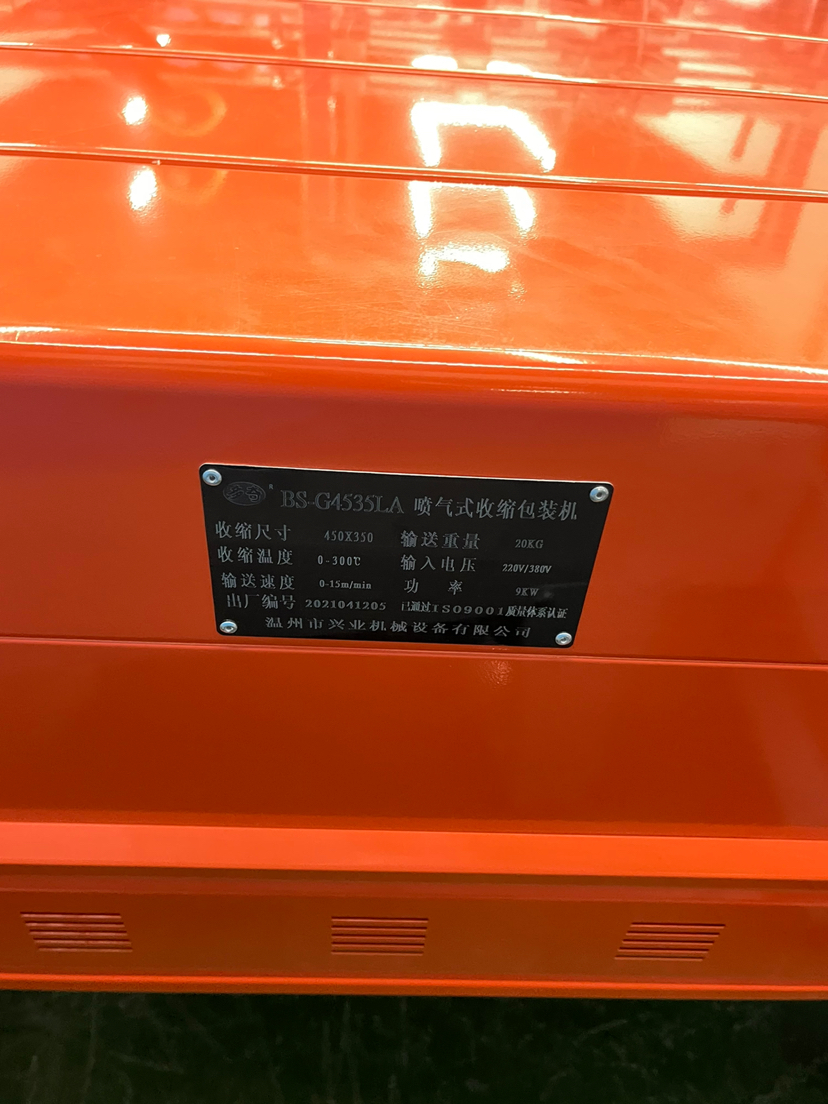 BS-G4535LA 喷气式收缩包装机
收缩尺寸 450X350 输送重量 20KG
收缩温度 0-300℃ 输入电压 220V/380V
输送速度 0-15m/min 功 率 9KW
出厂编号 2021041205 已通过ISO9001质量体系认证
温州市兴业机械设备有限公司